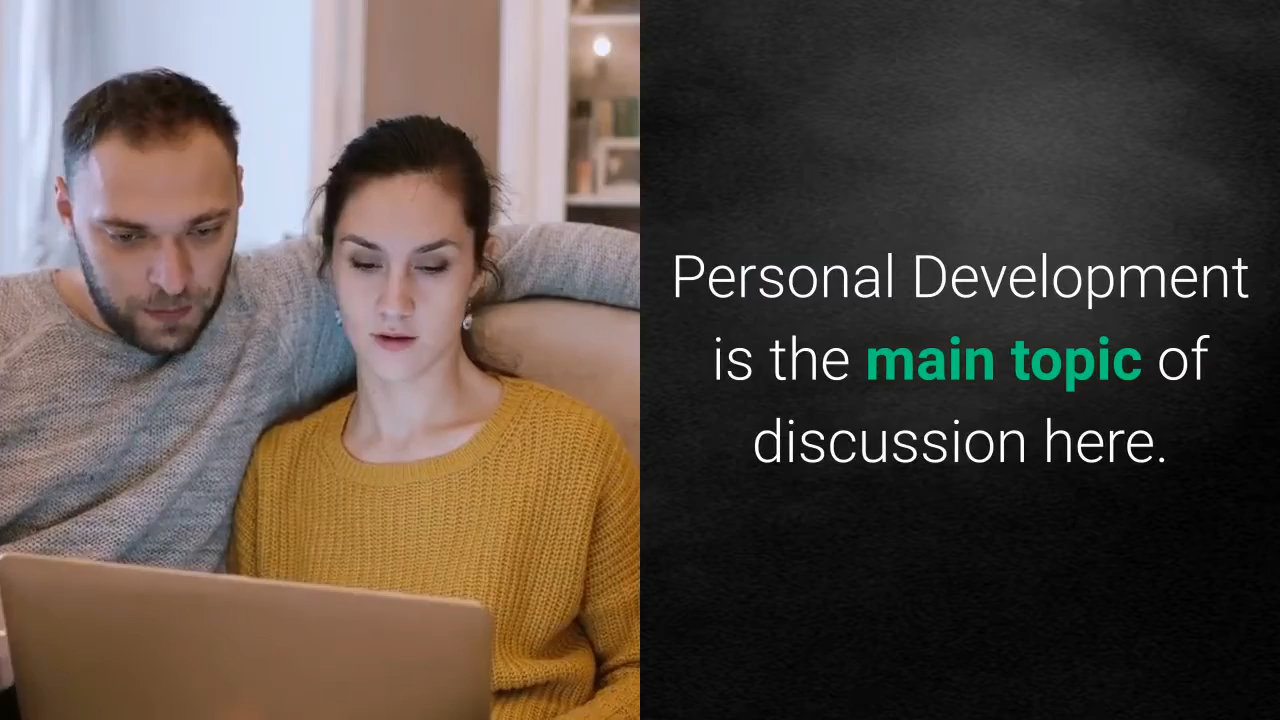 Personal Development
is the main topic of
discussion here.